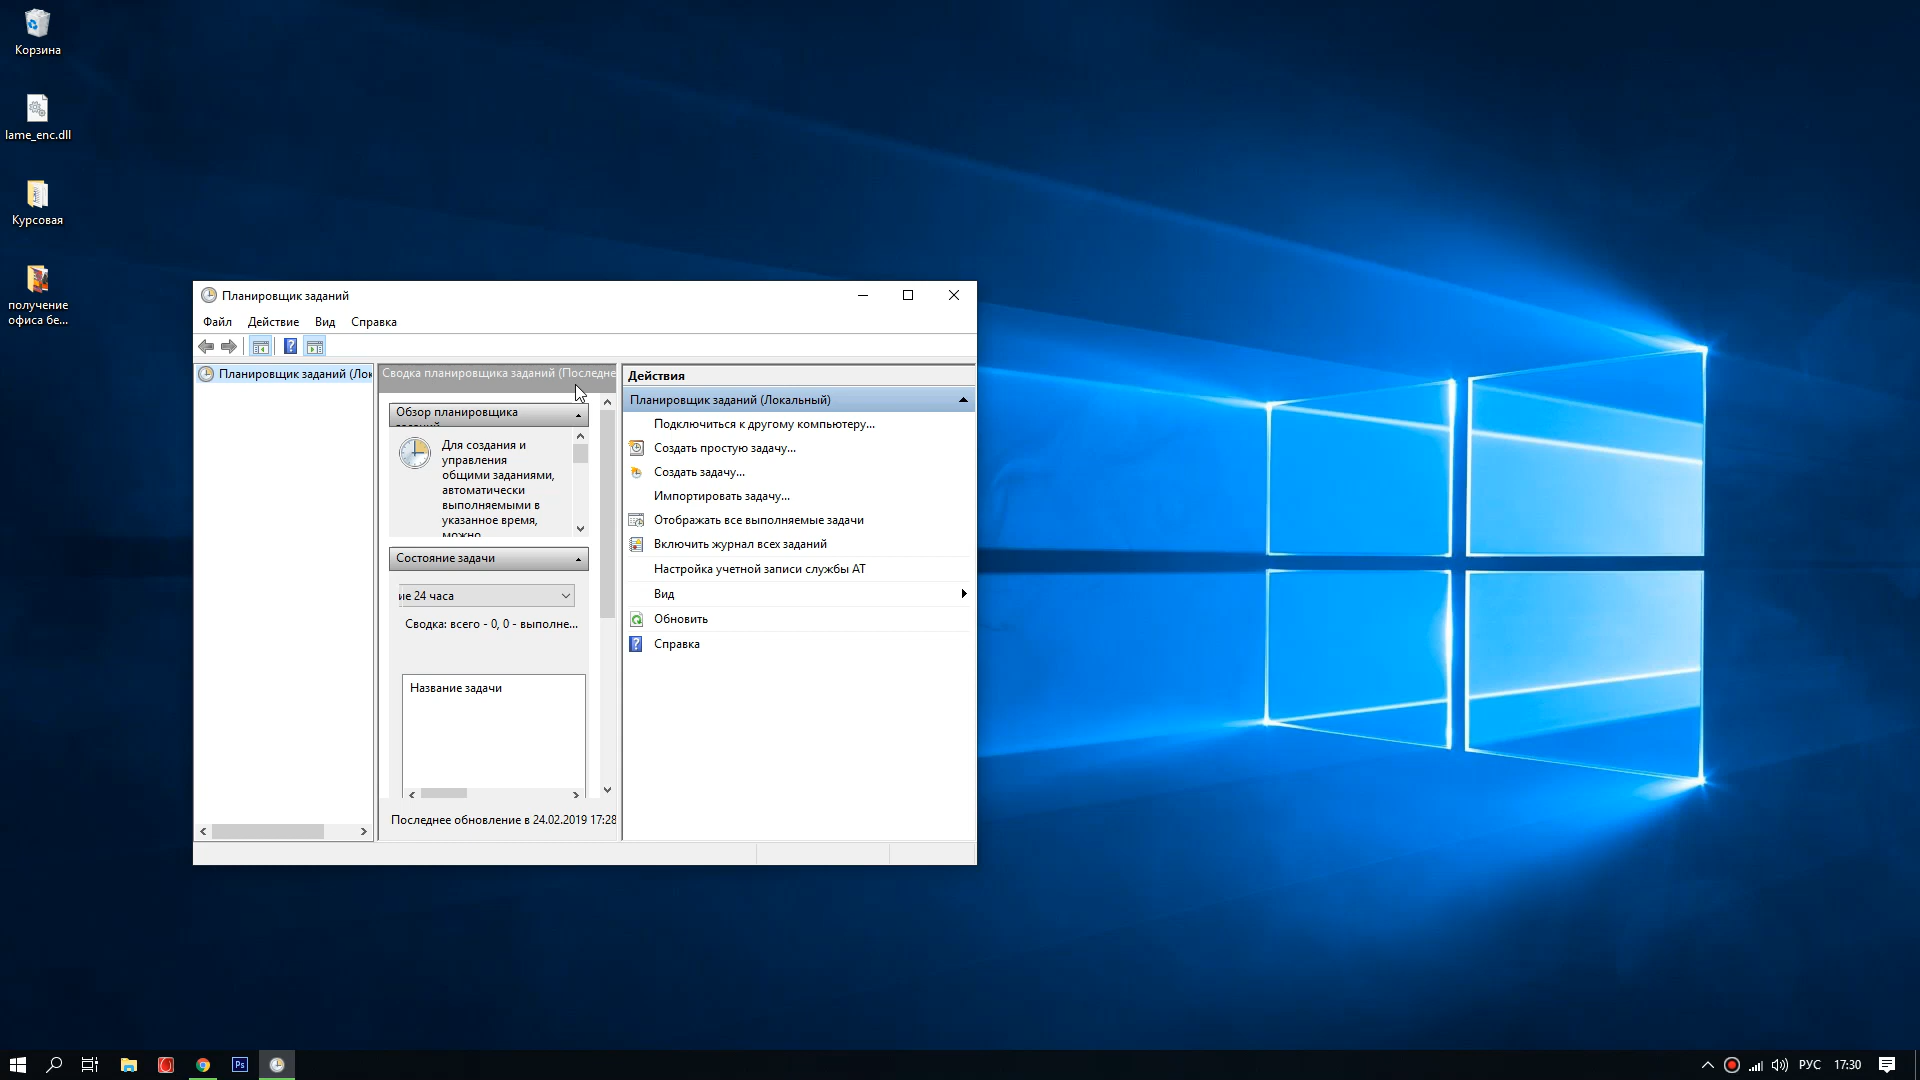 Корзина
lame_enc.dll
Курсовая
получение
офиса бе...
Планировщик заданий
Файл Действие Вид Справка
Планировщик заданий (Лок
Сводка планировщика заданий (Последне
Обзор планировщика
Для создания и
управления
общими заданиями,
автоматически
выполняемыми в
указанное время,
можно
Состояние задачи
ие 24 часа
Сводка: всего - 0, 0 - выполне...
Название задачи
Последнее обновление в 24.02.2019 17:28
Действия
Планировщик заданий (Локальный)
Подключиться к другому компьютеру...
Создать простую задачу...
Создать задачу...
Импортировать задачу...
Отображать все выполняемые задачи
Включить журнал всех заданий
Настройка учетной записи службы AT
Вид
Обновить
Справка
Ps
РУС 17:30